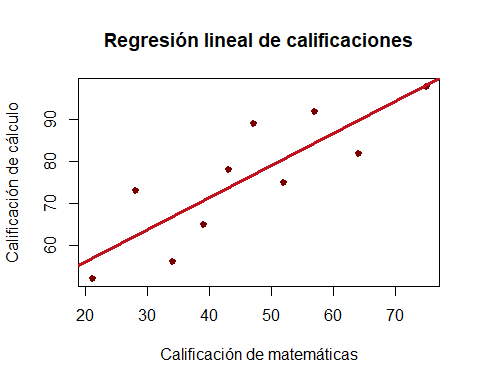 Regresión lineal de calificaciones
Calificación de cálculo
90
80
70
60
20 30 40 50 60 70
Calificación de matemáticas